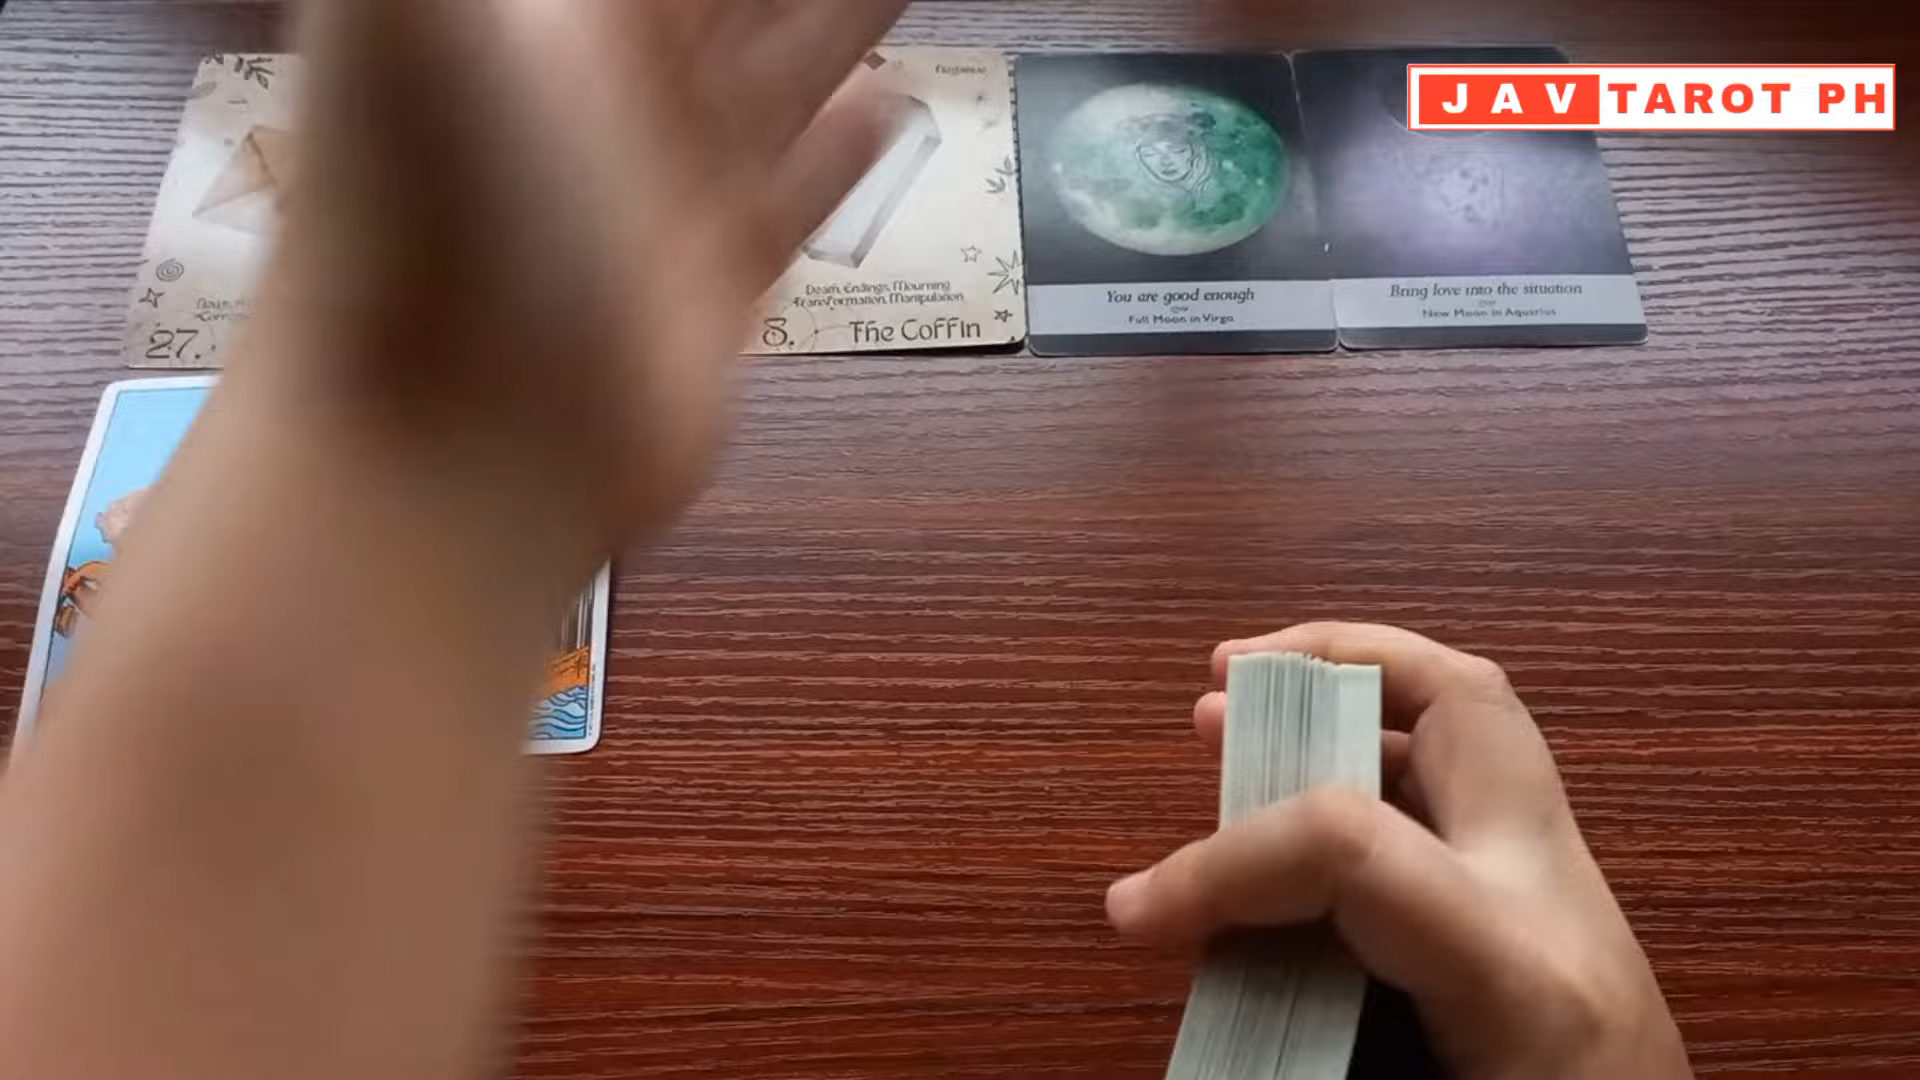 JAV TAROT PH
Death, Endings, Mourning
Transformation, Manipulation
27.
8. The Coffin
You are good enough
Full Moon in Virgo
Bring love into the situation
New Moon in Aquarius